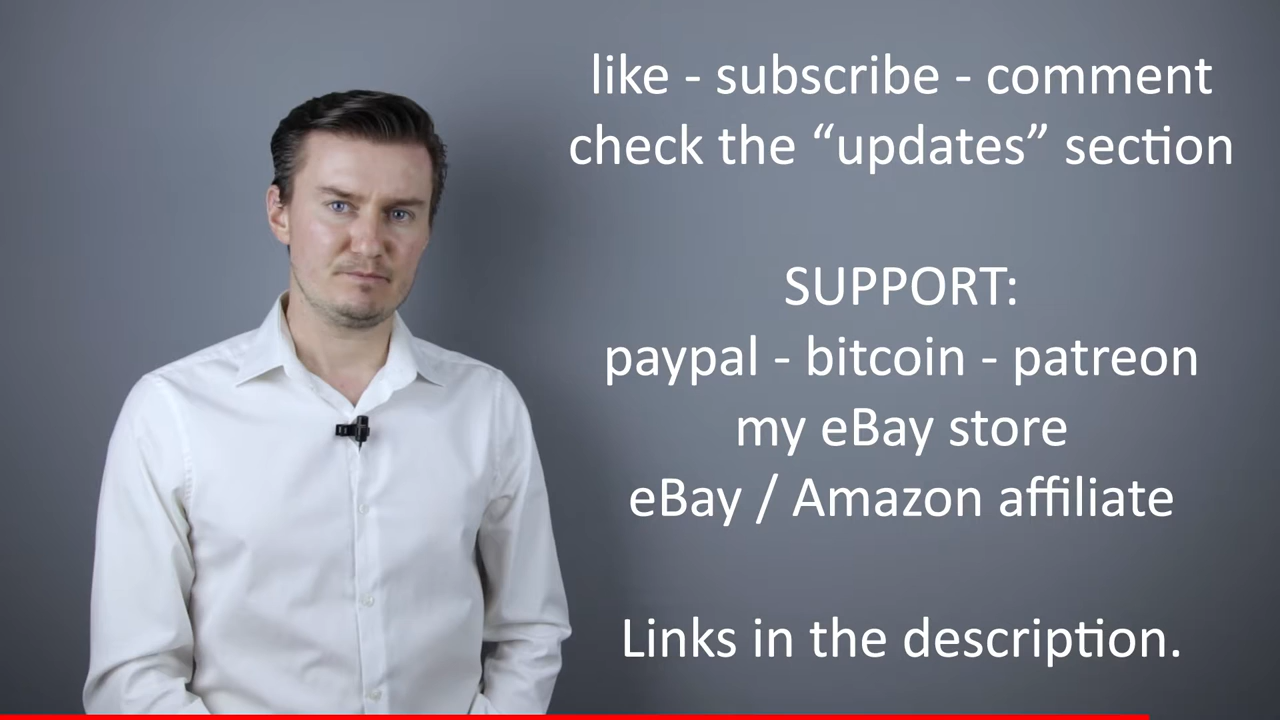 like - subscribe - comment
check the “updates” section
SUPPORT:
paypal - bitcoin - patreon
my eBay store
eBay / Amazon affiliate
Links in the description.